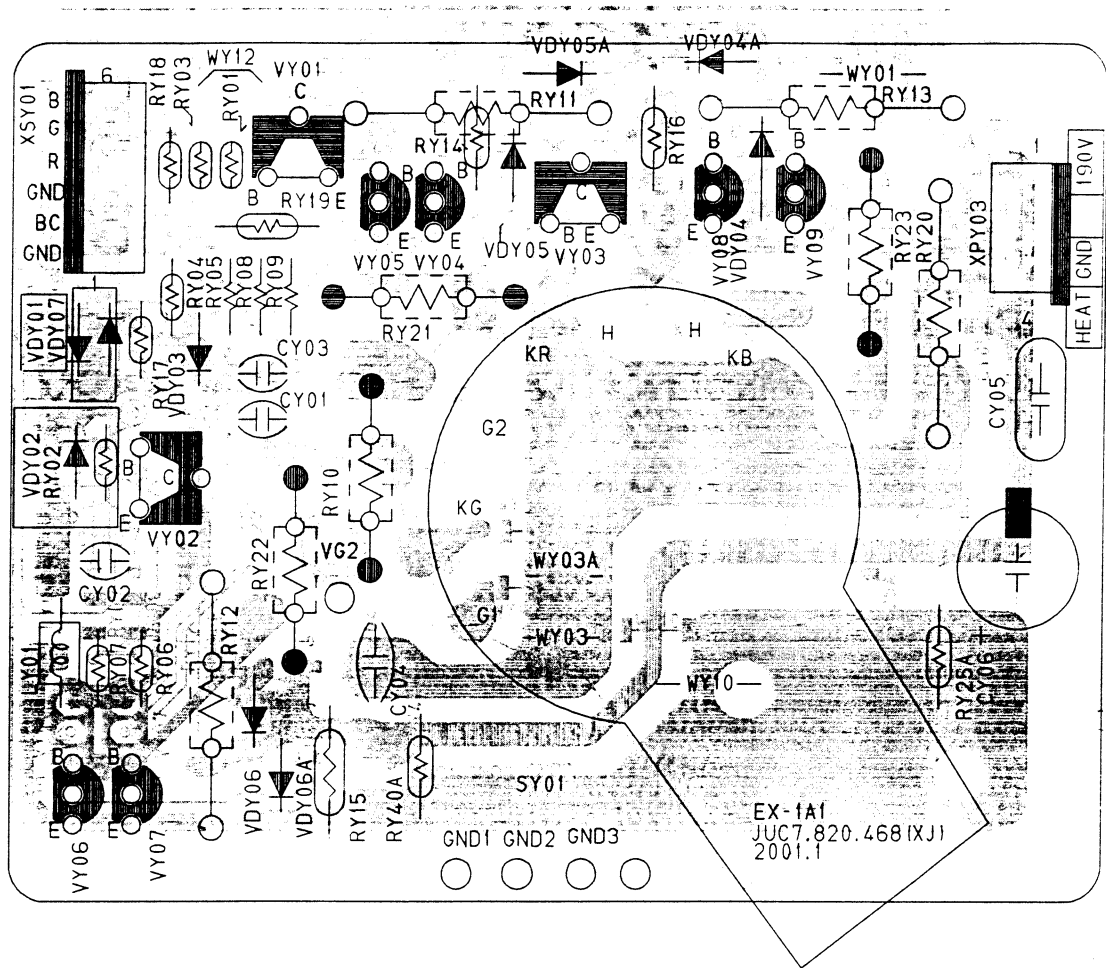 VDY05A
VDY04A
WY12
WY01
6
RY18
RY03
RY01
VY01
C
RY11
RY13
XSY01
B
G
R
GND
BC
GND
RY14
B
RY16
B
B
1
190V
GND
HEAT
XPY03
B
RY19
E
B
C
E
E
VY05
VY04
VDY05
B
E
VY03
E
VY08
VDY04
E
VY09
RY23
RY20
1
VDY01
VDY07
RY04
RY05
RY08
RY09
RY21
H
H
KR
KB
4
RY17
VDY03
CY03
CY01
CY05
G2
VDY02
RY02
B
C
E
VY02
RY10
KG
RY22
VG2
WY03A
CY02
G1
WY03
RY07
RY06
RY12
CY04
WY10
RY25A
CY06
B
B
E
E
VY06
VY07
VDY06
VDY06A
RY15
RY40A
SY01
GND1
GND2
GND3
EX-1A1
JUC7.820.468(XJ)
2001.1